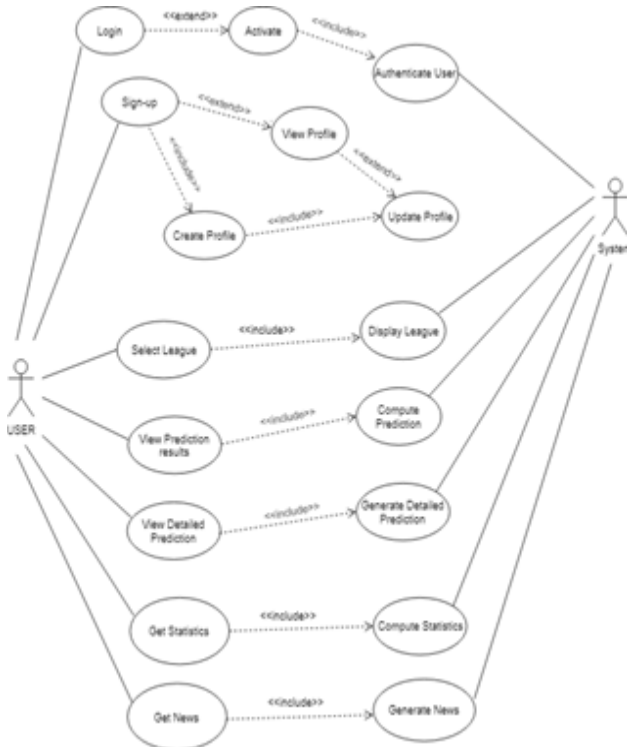 <<extend>>
Login
Activate
<<include>>
Authenticate User
Sign-up
<<extend>>
View Profile
<<include>>
<<extend>>
Create Profile
<<include>>
Update Profile
System
Select League
<<include>>
Display League
USER
View Prediction
results
<<include>>
Compute
Prediction
View Detailed
Prediction
<<include>>
Generate Detailed
Prediction
Get Statistics
<<include>>
Compute Statistics
Get News
<<include>>
Generate News